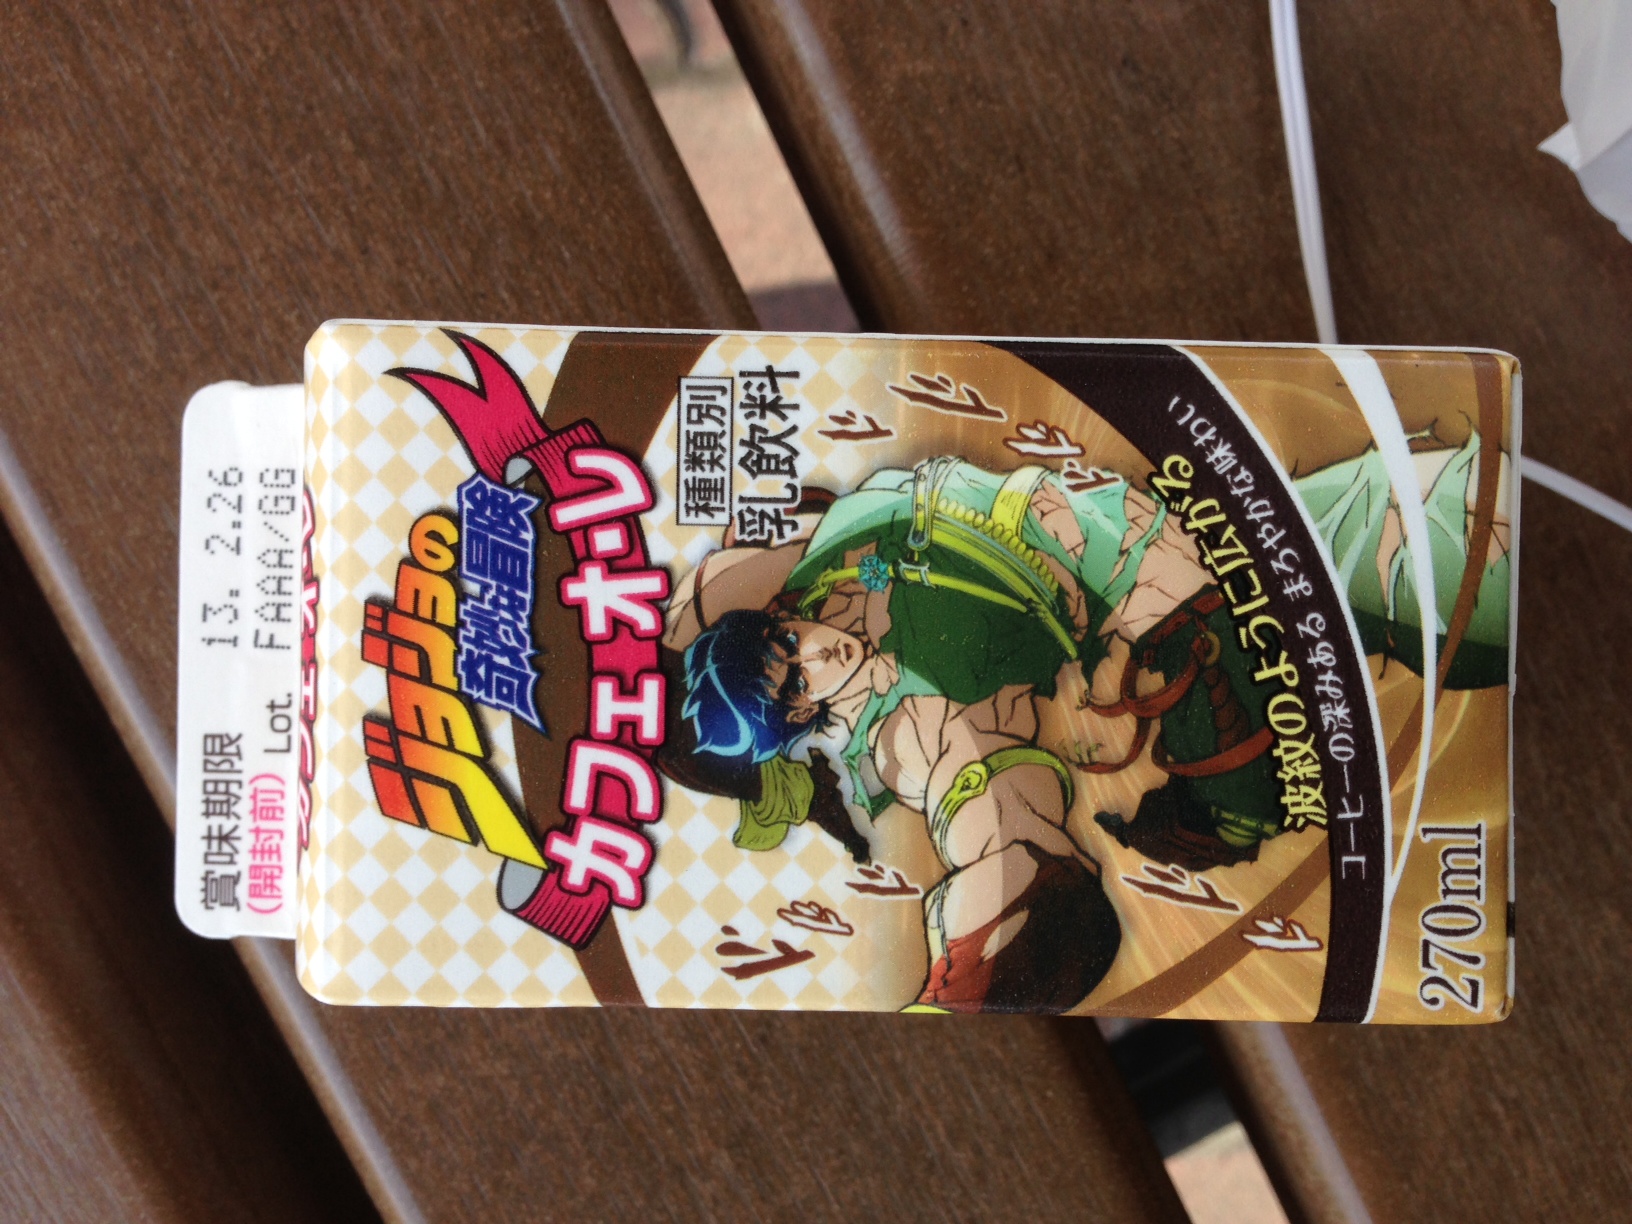 賞味期限 13. 2.26
(開封前) Lot. FAAA/GG
ジョジョの
奇妙な冒険
カフェオ・レ
種類別
乳飲料
ド
ド
ド
ド
ド
ド
ド
ド
ド
波紋のように広がる
コーヒーの深みある まろやかな味わい
270ml